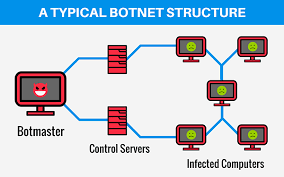 A TYPICAL BOTNET STRUCTURE
Botmaster
Control Servers
Infected Computers